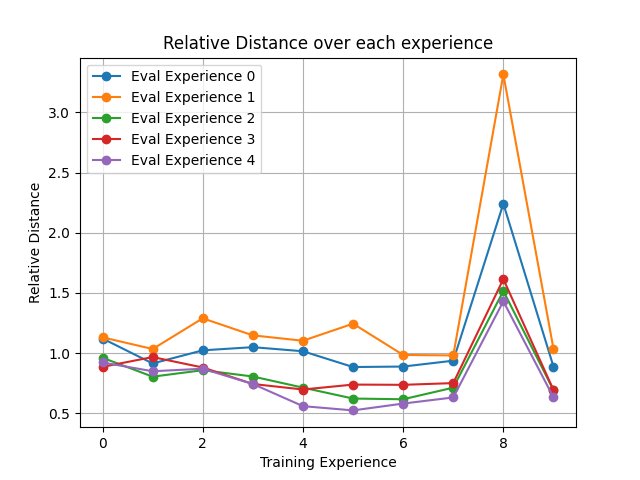 Relative Distance over each experience
Eval Experience 0
Eval Experience 1
Eval Experience 2
Eval Experience 3
Eval Experience 4
3.0
2.5
2.0
1.5
1.0
0.5
Relative Distance
0 2 4 6 8
Training Experience